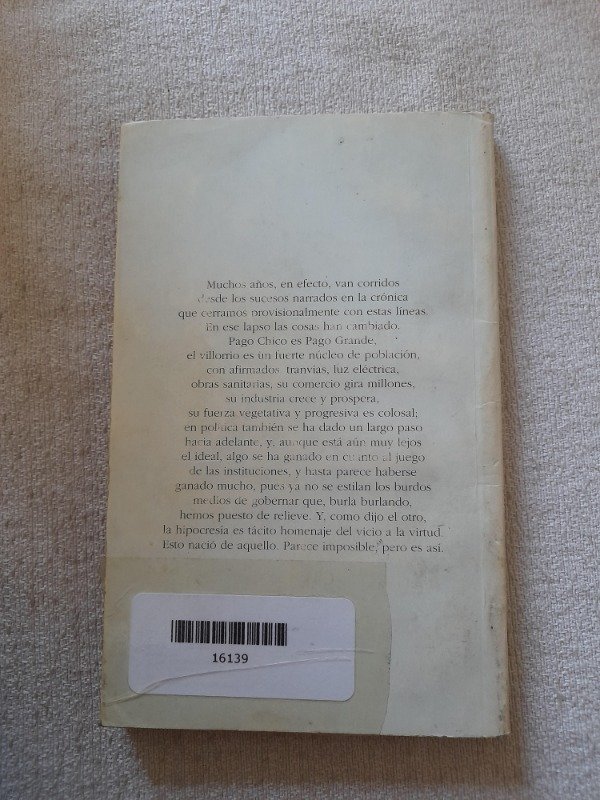 Muchos años, en efecto, van corridos
desde los sucesos narrados en la crónica
que cerramos provisionalmente con estas líneas.
En ese lapso las cosas han cambiado.
Pago Chico es Pago Grande,
el villorrio es un fuerte núcleo de población,
con afirmados, tranvías, luz eléctrica,
obras sanitarias, su comercio gira millones,
su industria crece y prospera,
su fuerza vegetativa y progresiva es colosal;
en política también se ha dado un largo paso
hacia adelante, y, aunque está aún muy lejos
el ideal, algo se ha ganado en cuanto al juego
de las instituciones, y hasta parece haberse
ganado mucho, pues ya no se estilan los burdos
medios de gobernar que, burla burlando,
hemos puesto de relieve. Y, como dijo el otro,
la hipocresía es tácito homenaje del vicio a la virtud.
Esto nació de aquello. Parece imposible, pero es así.
16139